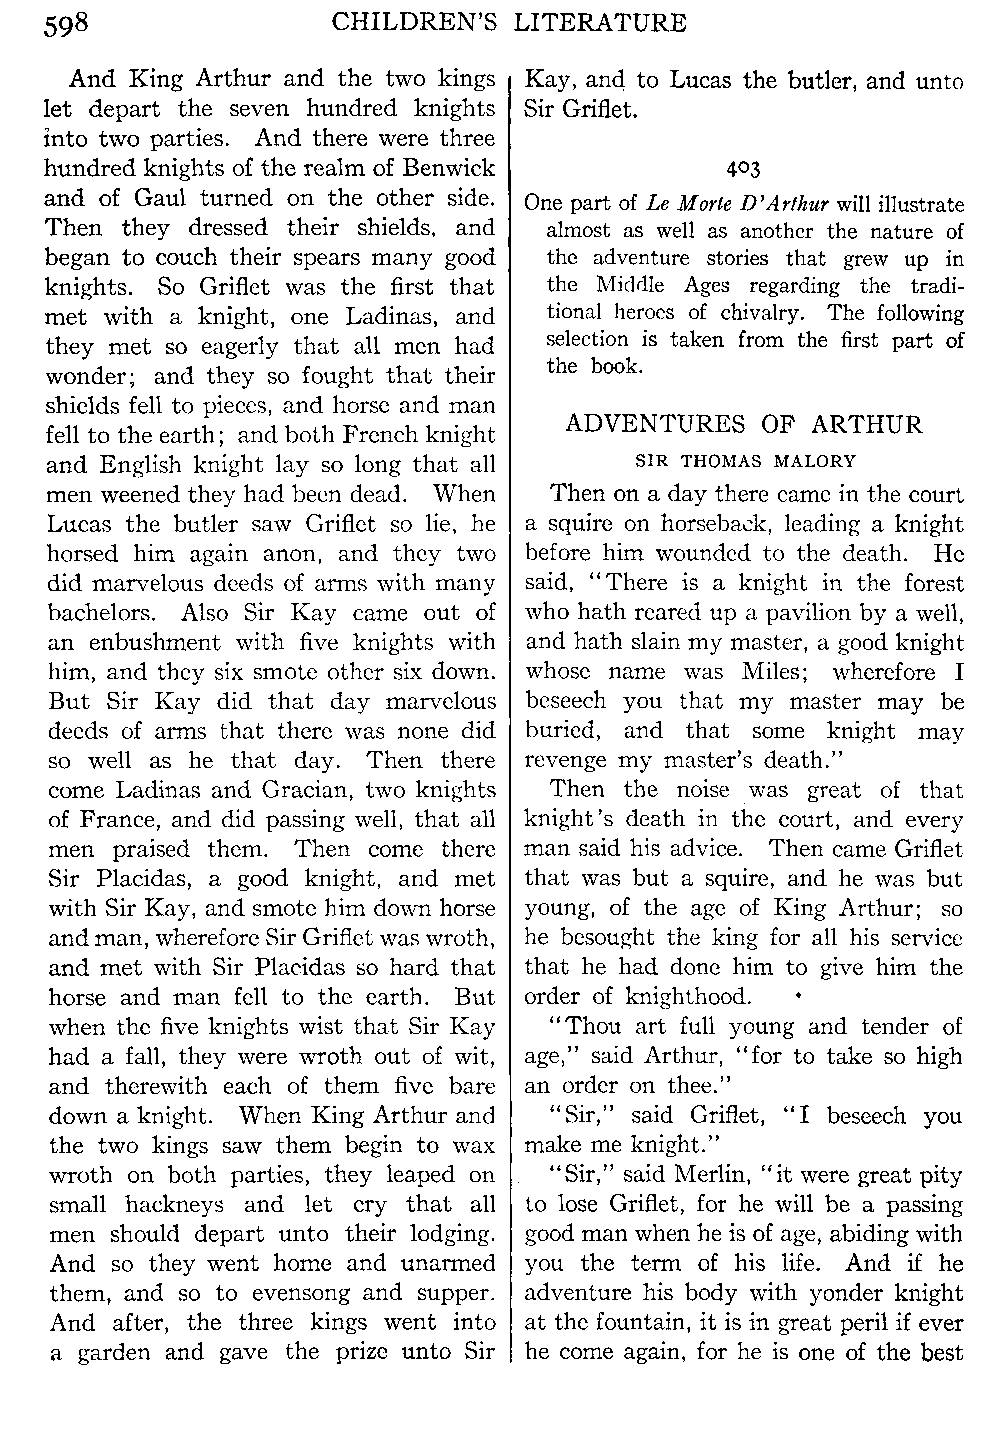 598
CHILDREN'S LITERATURE
And King Arthur and the two kings
let depart the seven hundred knights
into two parties. And there were three
hundred knights of the realm of Benwick
and of Gaul turned on the other side.
Then they dressed their shields, and
began to couch their spears many good
knights. So Griflet was the first that
met with a knight, one Ladinas, and
they met so eagerly that all men had
wonder; and they so fought that their
shields fell to pieces, and horse and man
fell to the earth; and both French knight
and English knight lay so long that all
men weened they had been dead. When
Lucas the butler saw Griflet so lie, he
horsed him again anon, and they two
did marvelous deeds of arms with many
bachelors. Also Sir Kay came out of
an enbushment with five knights with
him, and they six smote other six down.
But Sir Kay did that day marvelous
deeds of arms that there was none did
so well as he that day. Then there
come Ladinas and Gracian, two knights
of France, and did passing well, that all
men praised them. Then come there
Sir Placidas, a good knight, and met
with Sir Kay, and smote him down horse
and man, wherefore Sir Griflet was wroth,
and met with Sir Placidas so hard that
horse and man fell to the earth. But
when the five knights wist that Sir Kay
had a fall, they were wroth out of wit,
and therewith each of them five bare
down a knight. When King Arthur and
the two kings saw them begin to wax
wroth on both parties, they leaped on
small hackneys and let cry that all
men should depart unto their lodging.
And so they went home and unarmed
them, and so to evensong and supper.
And after, the three kings went into
a garden and gave the prize unto Sir
Kay, and to Lucas the butler, and unto
Sir Griflet.
403
One part of Le Morte D'Arthur will illustrate
almost as well as another the nature of
the adventure stories that grew up in
the Middle Ages regarding the tradi-
tional heroes of chivalry. The following
selection is taken from the first part of
the book.
ADVENTURES OF ARTHUR
SIR THOMAS MALORY
Then on a day there came in the court
a squire on horseback, leading a knight
before him wounded to the death. He
said, "There is a knight in the forest
who hath reared up a pavilion by a well,
and hath slain my master, a good knight
whose name was Miles; wherefore I
beseech you that my master may be
buried, and that some knight may
revenge my master's death."
Then the noise was great of that
knight's death in the court, and every
man said his advice. Then came Griflet
that was but a squire, and he was but
young, of the age of King Arthur; so
he besought the king for all his service
that he had done him to give him the
order of knighthood.
"Thou art full young and tender of
age," said Arthur, "for to take so high
an order on thee."
"Sir," said Griflet, "I beseech you
make me knight."
"Sir," said Merlin, "it were great pity
to lose Griflet, for he will be a passing
good man when he is of age, abiding with
you the term of his life. And if he
adventure his body with yonder knight
at the fountain, it is in great peril if ever
he come again, for he is one of the best